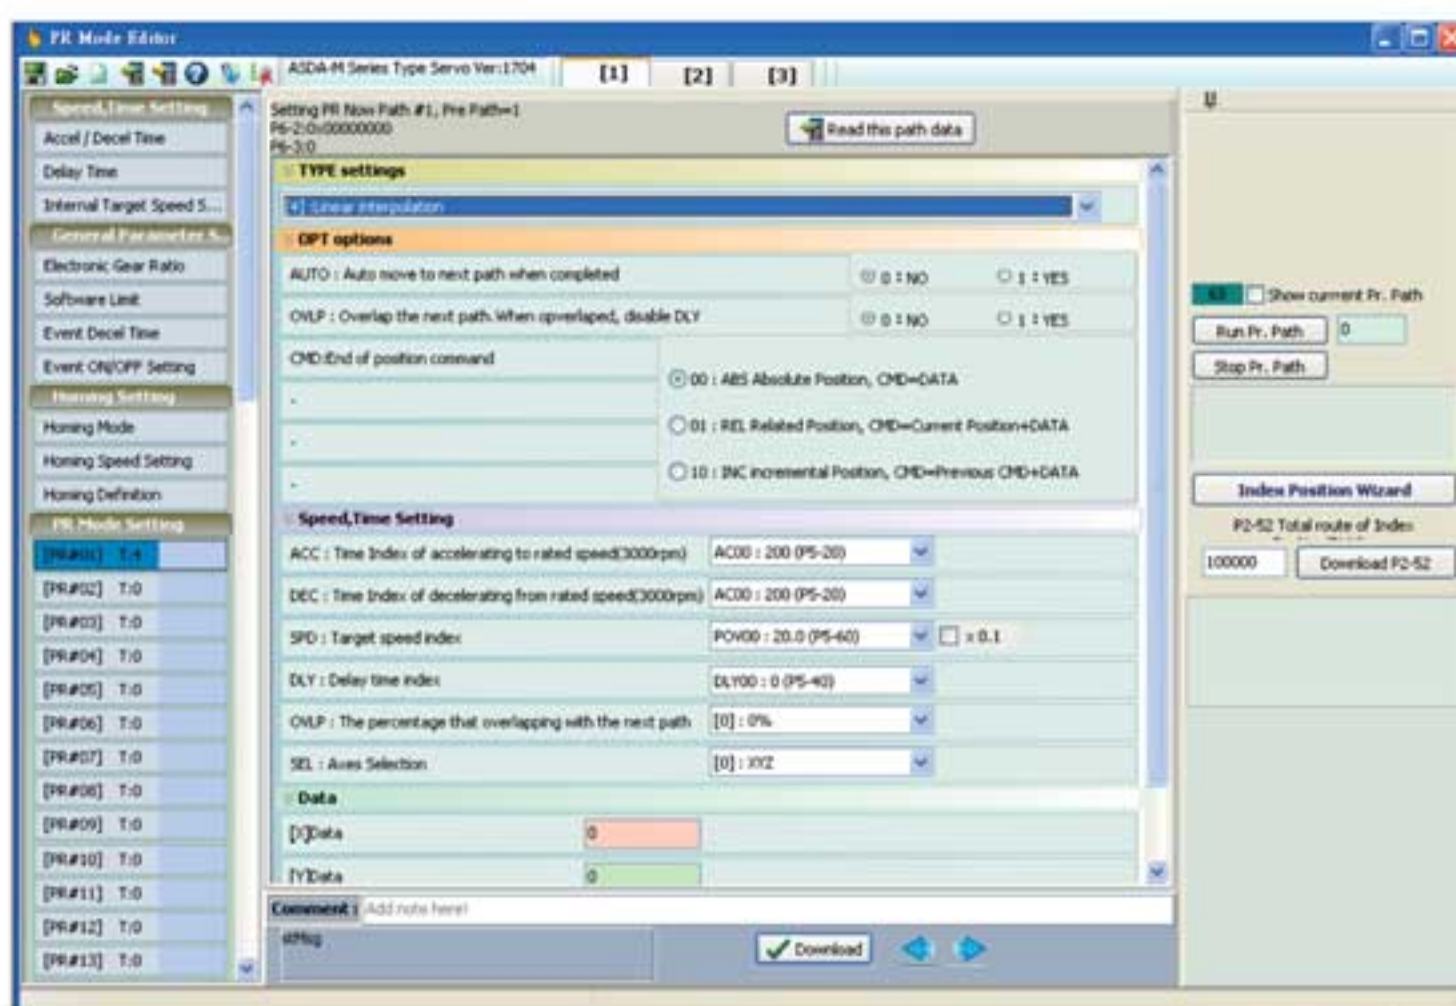 PR Mode Editor
ASDA-M Series Type Servo Ver:1704
[1]
[2]
[3]
Speed,Time Setting
Accel / Decel Time
Delay Time
Internal Target Speed S...
General Parameter S...
Electronic Gear Ratio
Software Limit
Event Decel Time
Event ON/OFF Setting
Homing Setting
Homing Mode
Homing Speed Setting
Homing Definition
PR Mode Setting
[PR#01] T:4
[PR#02] T:0
[PR#03] T:0
[PR#04] T:0
[PR#05] T:0
[PR#06] T:0
[PR#07] T:0
[PR#08] T:0
[PR#09] T:0
[PR#10] T:0
[PR#11] T:0
[PR#12] T:0
[PR#13] T:0
Setting PR Now Path #1, Pre Path=1
P6-2:0x00000000
P6-3:0
Read this path data
TYPE settings
[4] :Linear interpolation
OPT options
AUTO : Auto move to next path when completed
0 : NO
1 : YES
OVLP : Overlap the next path. When opverlaped, disable DLY
0 : NO
1 : YES
CMD:End of position command
-
-
-
00 : ABS Absolute Position, CMD=DATA
01 : REL Related Position, CMD=Current Position+DATA
10 : INC incremental Position, CMD=Previous CMD+DATA
Speed,Time Setting
ACC : Time Index of accelerating to rated speed(3000rpm)
AC00 : 200 (P5-20)
DEC : Time Index of decelerating from rated speed(3000rpm)
AC00 : 200 (P5-20)
SPD : Target speed index
POV00 : 20.0 (P5-60)
x 0.1
DLY : Delay time index
DLY00 : 0 (P5-40)
OVLP : The percentage that overlapping with the next path
[0] : 0%
SEL : Axes Selection
[0] : XYZ
Data
[X]Data
0
[Y]Data
0
Comment :
Add note here!
Download
Show current Pr. Path
Run Pr. Path
0
Stop Pr. Path
Index Position Wizard
P2-52 Total route of Index
100000
Download P2-52